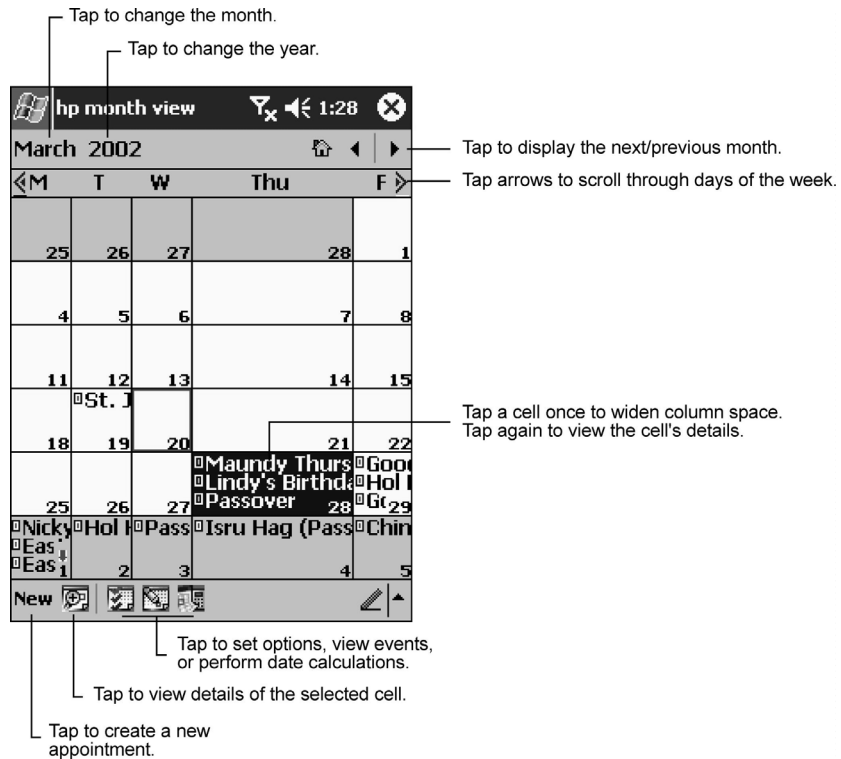 Tap to change the month.
Tap to change the year.
hp month view 1:28
March 2002
Tap to display the next/previous month.
M T W Thu F
Tap arrows to scroll through days of the week.
25 26 27 28 1
4 5 6 7 8
11 12 13 14 15
St. J
18 19 20 21 22
Tap a cell once to widen column space.
Tap again to view the cell's details.
Maundy Thurs Good
Lindy's Birthda Hol
Passover
25 26 27 28 29
Nicky Hol Pass Isru Hag (Pass Chin
Eas
Eas 1 2 3 4 5
New
Tap to set options, view events,
or perform date calculations.
Tap to view details of the selected cell.
Tap to create a new
appointment.